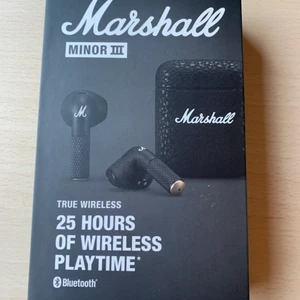 Marshall
MINOR III
M
Marshall
TRUE WIRELESS
25 HOURS
OF WIRELESS
PLAYTIME*
Bluetooth®